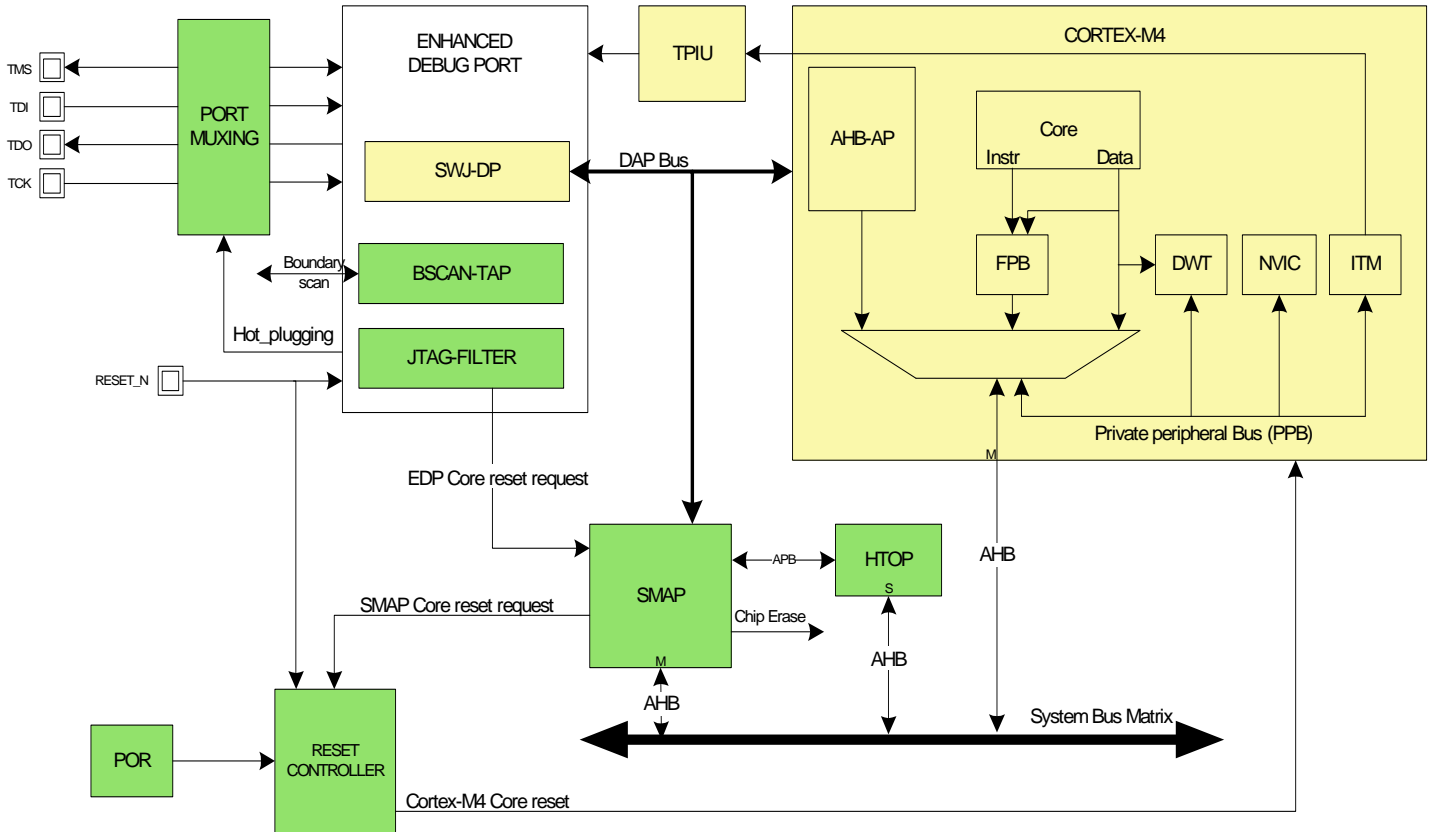 ENHANCED
DEBUG PORT
TPIU
CORTEX-M4
TMS
TDI
TDO
TCK
PORT
MUXING
AHB-AP
Core
Instr
Data
SWJ-DP
DAP Bus
FPB
DWT
NVIC
ITM
Boundary
scan
BSCAN-TAP
Hot_plugging
JTAG-FILTER
RESET_N
Private peripheral Bus (PPB)
M
EDP Core reset request
SMAP
APB
HTOP
S
AHB
SMAP Core reset request
Chip Erase
M
AHB
AHB
System Bus Matrix
POR
RESET
CONTROLLER
Cortex-M4 Core reset